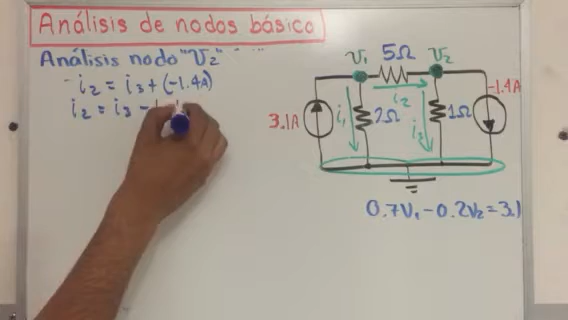 Análisis de nodos básico
Análisis nodo "V₂"
i₂ = i₃ + (-1.4A)
i₂ = i₃ -
V₁ 5Ω V₂
-1.4A
i₂
3.1A i₁ 2Ω i₃ 1Ω
0.7V₁ - 0.2V₂ = 3.1